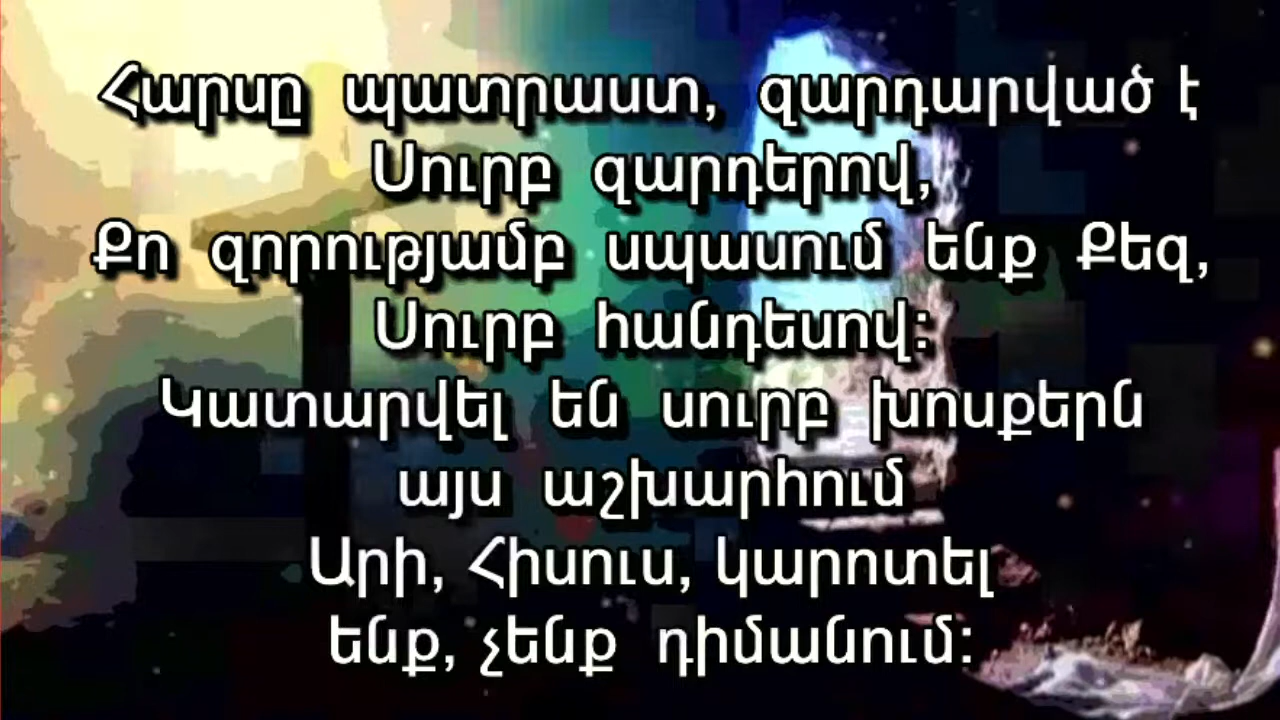 Հարսը պատրաստ, զարդարված է
Սուրբ զարդերով,
Քո զորությամբ սպասում ենք Քեզ,
Սուրբ հանդեսով:
Կատարվել են սուրբ խոսքերն
այս աշխարհում
Արի, Հիսուս, կարոտել
ենք, չենք դիմանում: